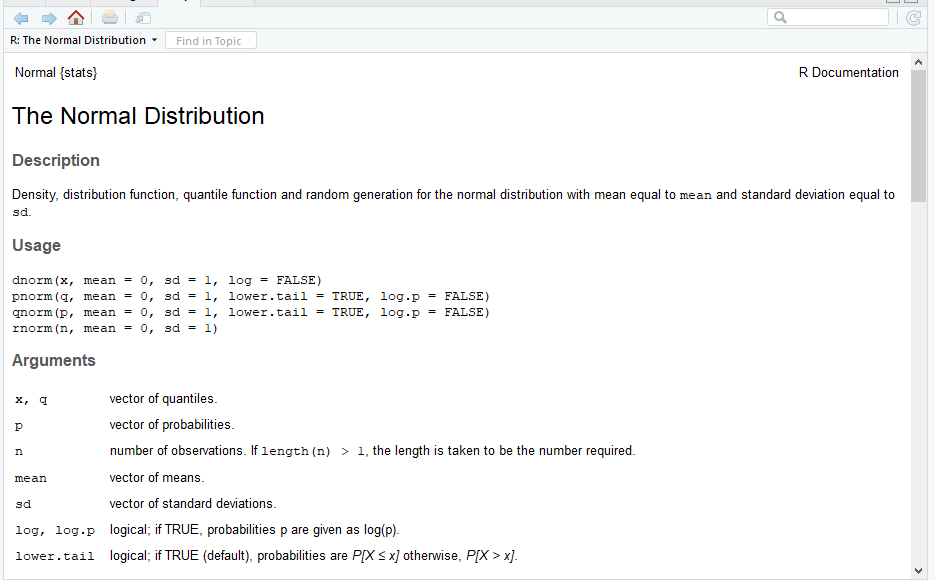 R: The Normal Distribution
Find in Topic
Normal {stats}
R Documentation
The Normal Distribution
Description
Density, distribution function, quantile function and random generation for the normal distribution with mean equal to mean and standard deviation equal to
sd.
Usage
dnorm(x, mean = 0, sd = 1, log = FALSE)
pnorm(q, mean = 0, sd = 1, lower.tail = TRUE, log.p = FALSE)
qnorm(p, mean = 0, sd = 1, lower.tail = TRUE, log.p = FALSE)
rnorm(n, mean = 0, sd = 1)
Arguments
x, q vector of quantiles.
p vector of probabilities.
n number of observations. If length(n) > 1, the length is taken to be the number required.
mean vector of means.
sd vector of standard deviations.
log, log.p logical; if TRUE, probabilities p are given as log(p).
lower.tail logical; if TRUE (default), probabilities are P[X ≤ x] otherwise, P[X > x].